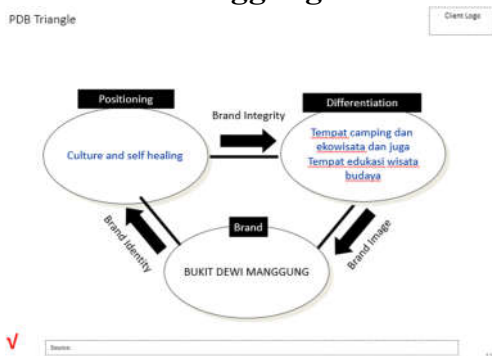 PDB Triangle
Client Logo
Positioning
Differentiation
Brand Integrity
Culture and self healing
Tempat camping dan
ekowisata dan juga
Tempat edukasi wisata
budaya
Brand
Brand Identity
Brand Image
BUKIT DEWI MANGGUNG
√
Source: